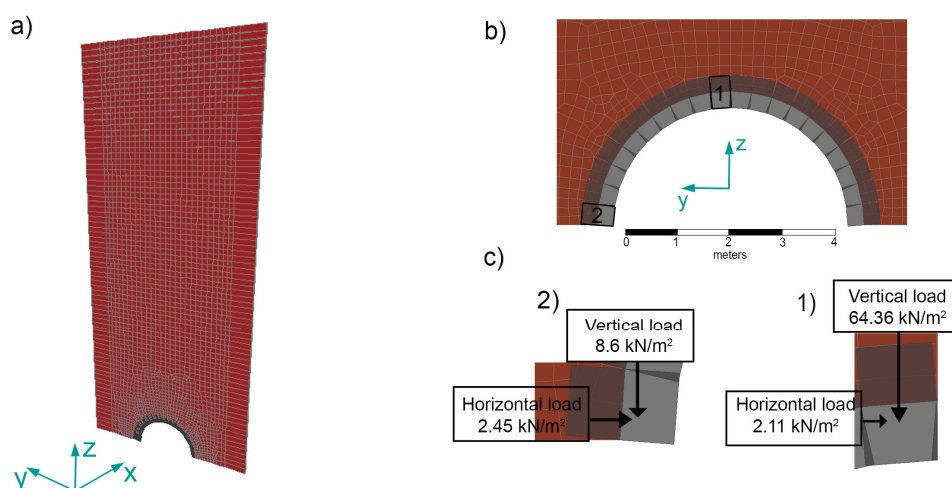 a)
z
y
x
b)
1
z
y
2
0 1 2 3 4
meters
c)
2)
Vertical load
8.6 kN/m²
Horizontal load
2.45 kN/m²
1)
Vertical load
64.36 kN/m²
Horizontal load
2.11 kN/m²